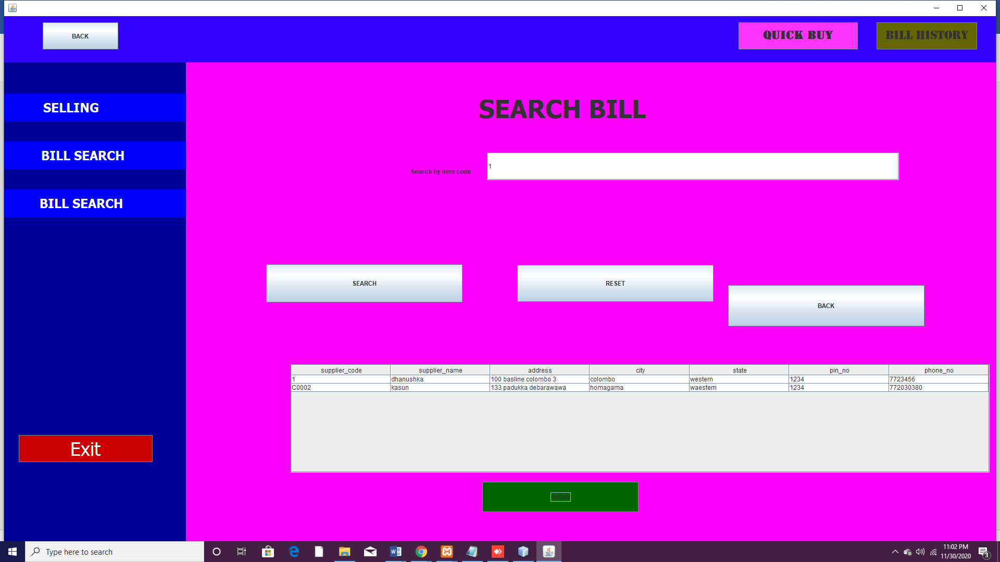 BACK
QUICK BUY
BILL HISTORY
SELLING
BILL SEARCH
BILL SEARCH
Exit
SEARCH BILL
Search by item code
1
SEARCH
RESET
BACK
supplier_code supplier_name address city state pin_no phone_no
1 dhanushka 100 basline colombo 3 colombo western 1234 7723456
C0002 kasun 133 padukka debarawawa homagama waestern 1234 772030380
Type here to search
11:02 PM
11/30/2020
3